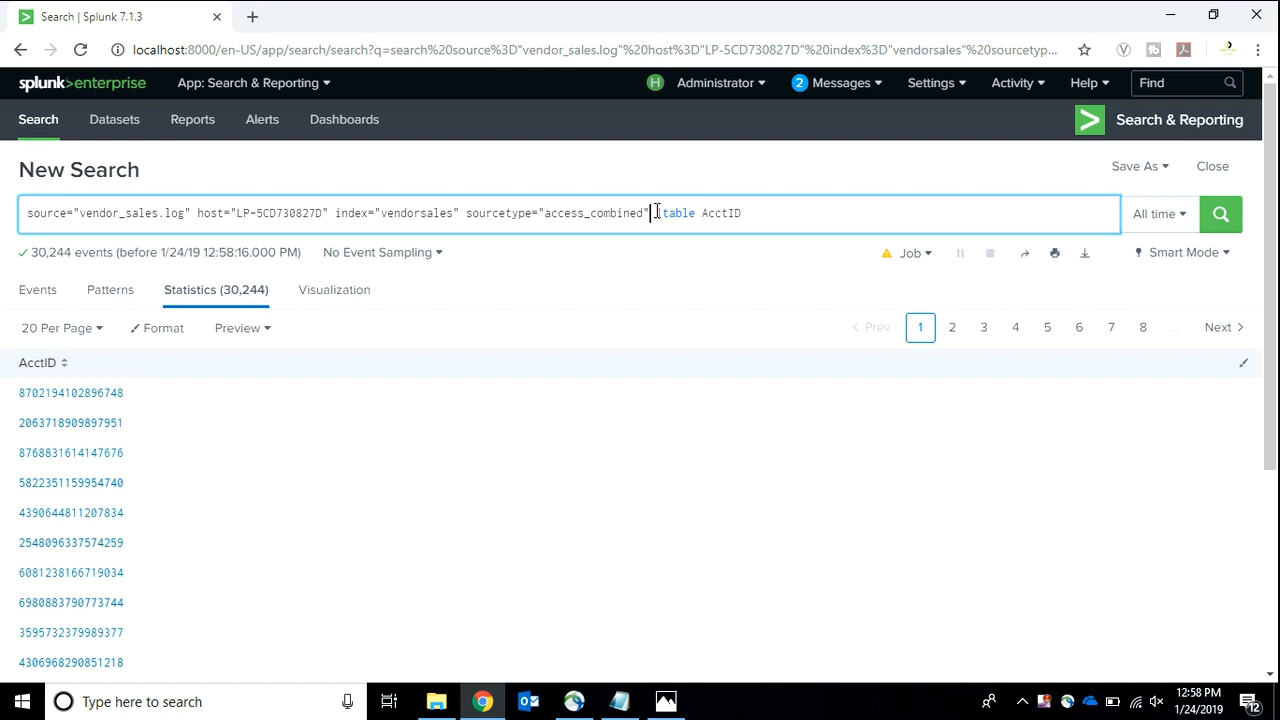 Search | Splunk 7.1.3
localhost:8000/en-US/app/search/search?q=search%20source%3D"vendor_sales.log"%20host%3D"LP-5CD730827D"%20index%3D"vendorsales"%20sourcetyp...
splunk>enterprise App: Search & Reporting H Administrator 2 Messages Settings Activity Help Find
Search Datasets Reports Alerts Dashboards > Search & Reporting
New Search Save As Close
source="vendor_sales.log" host="LP-5CD730827D" index="vendorsales" sourcetype="access_combined" |table AcctID All time
30,244 events (before 1/24/19 12:58:16.000 PM) No Event Sampling Job Smart Mode
Events Patterns Statistics (30,244) Visualization
20 Per Page Format Preview < Prev 1 2 3 4 5 6 7 8 ... Next >
AcctID
8702194102896748
2063718909897951
8768831614147676
5822351159954740
4390644811207834
2548096337574259
6081238166719034
6980883790773744
3595732379989377
4306968290851218
Type here to search 12:58 PM
1/24/2019 12